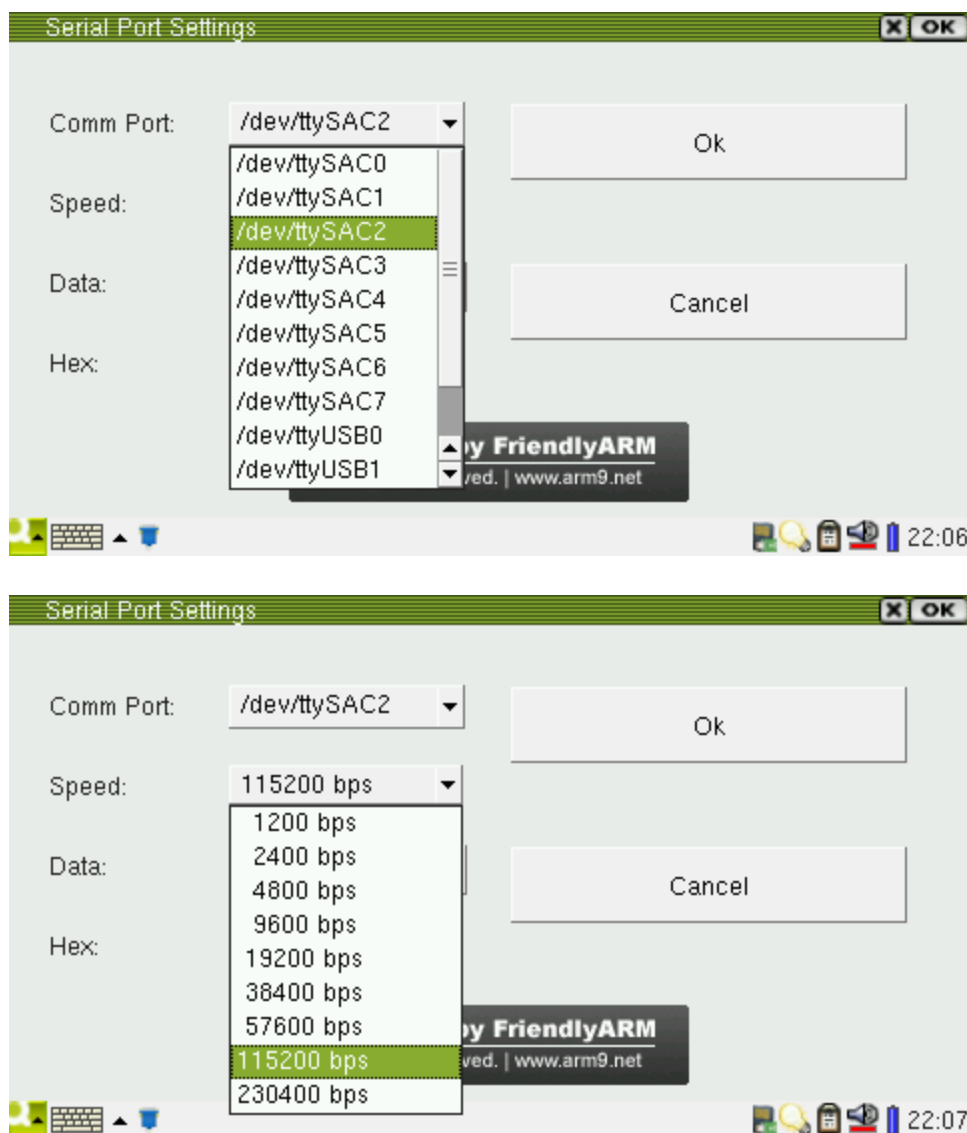 Serial Port Settings
X OK
Comm Port: /dev/ttySAC2
Ok
/dev/ttySAC0
/dev/ttySAC1
Speed:
/dev/ttySAC2
/dev/ttySAC3
Data:
/dev/ttySAC4
Cancel
/dev/ttySAC5
Hex:
/dev/ttySAC6
/dev/ttySAC7
/dev/ttyUSB0
by FriendlyARM
/dev/ttyUSB1
ved. | www.arm9.net
22:06
Serial Port Settings
X OK
Comm Port: /dev/ttySAC2
Ok
Speed: 115200 bps
1200 bps
2400 bps
Data:
4800 bps
Cancel
9600 bps
Hex:
19200 bps
38400 bps
57600 bps
by FriendlyARM
115200 bps
ved. | www.arm9.net
230400 bps
22:07